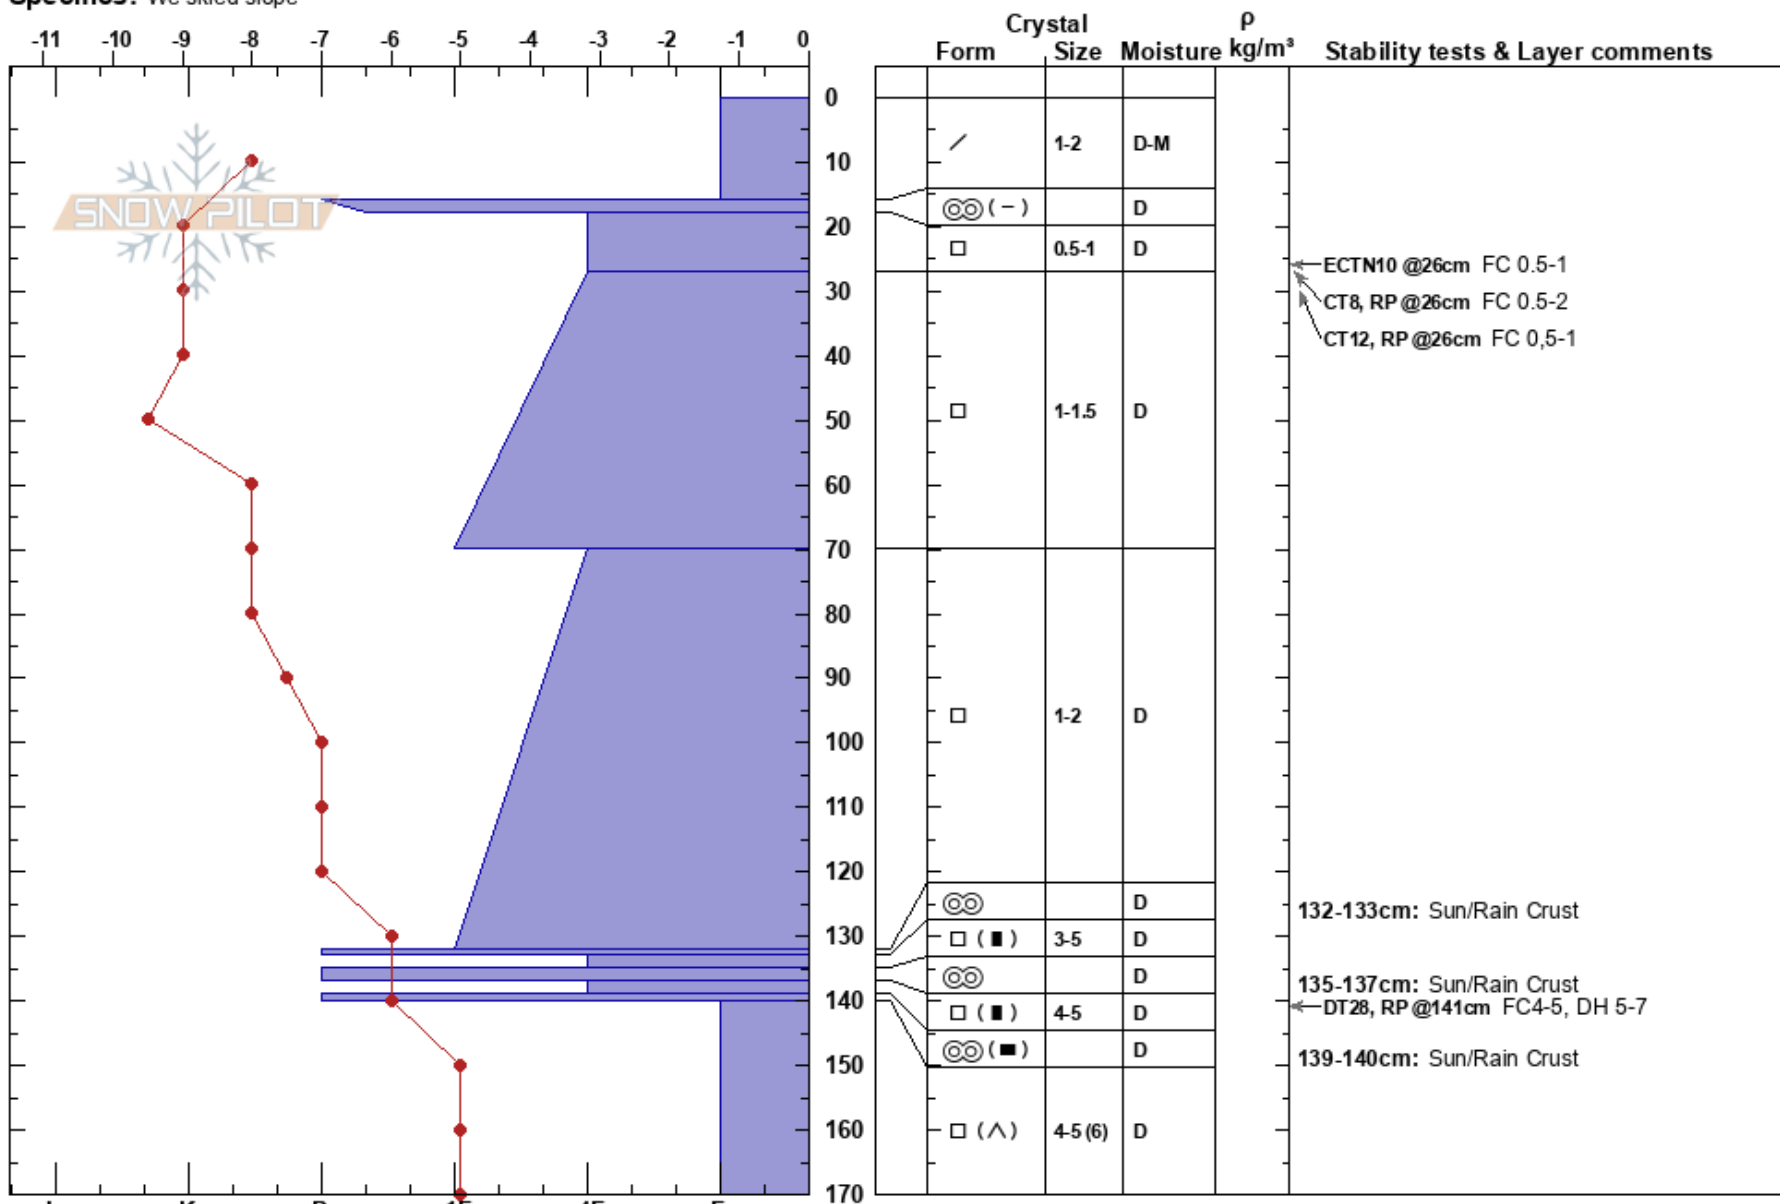 Specifics: We skied slope
Crystal ρ
Form Size Moisture kg/m³ Stability tests & Layer comments
-11 -10 -9 -8 -7 -6 -5 -4 -3 -2 -1 0
0
1-2 D-M
10
SNOW PILOT
(-) D
20
0.5-1 D
ECTN10 @26cm FC 0.5-1
30
CT8, RP @26cm FC 0.5-2
CT12, RP @26cm FC 0,5-1
40
1-1.5 D
50
60
70
80
90
1-2 D
100
110
120
D
132-133cm: Sun/Rain Crust
130
3-5 D
D
135-137cm: Sun/Rain Crust
140
4-5 D
DT28, RP @141cm FC4-5, DH 5-7
D
139-140cm: Sun/Rain Crust
150
160
4-5 (6) D
170